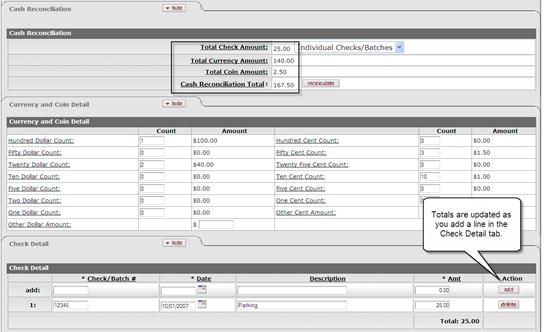 Cash Reconciliation hide
Cash Reconciliation
Total Check Amount: 25.00 Individual Checks/Batches
Total Currency Amount: 140.00
Total Coin Amount: 2.50
Cash Reconciliation Total: 167.50 recalculate
Currency and Coin Detail hide
Currency and Coin Detail
Count Amount Count Amount
Hundred Dollar Count: 1 $100.00 Hundred Cent Count: 0 $0.00
Fifty Dollar Count: 0 $0.00 Fifty Cent Count: 3 $1.50
Twenty Dollar Count: 2 $40.00 Twenty Five Cent Count: 0 $0.00
Ten Dollar Count: 0 $0.00 Ten Cent Count: 10 $1.00
Five Dollar Count: 0 $0.00 Five Cent Count: 0
Two Dollar Count: 0 $0.00 One Cent Count: 0
One Dollar Count: 0 $0.00 Other Cent Amount:
Other Dollar Amount: $
Totals are updated as
you add a line in the
Check Detail tab.
Check Detail hide
Check Detail
* Check/Batch # * Date Description * Amt Action
add: 0.00 add
1: 12345 10/01/2007 Parking 25.00 delete
Total: 25.00